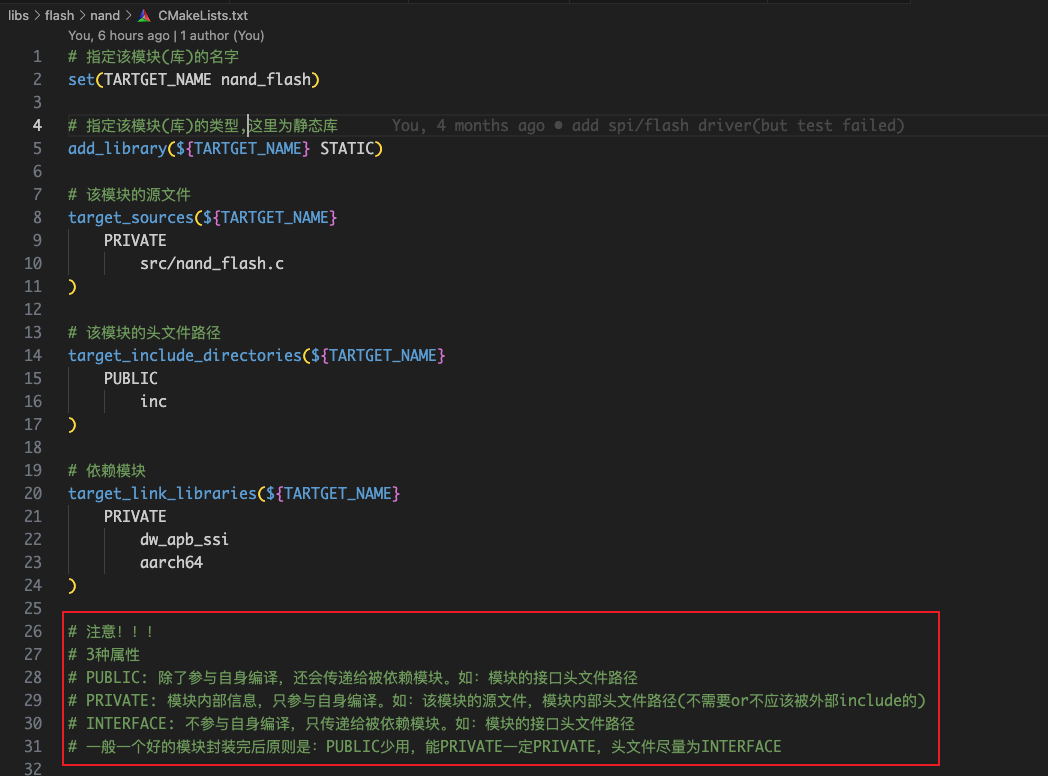 libs > flash > nand > CMakeLists.txt
You, 6 hours ago | 1 author (You)
1 # 指定该模块(库)的名字
2 set(TARTGET_NAME nand_flash)
3
4 # 指定该模块(库)的类型,这里为静态库 You, 4 months ago • add spi/flash driver(but test failed)
5 add_library(${TARTGET_NAME} STATIC)
6
7 # 该模块的源文件
8 target_sources(${TARTGET_NAME}
9 PRIVATE
10 src/nand_flash.c
11 )
12
13 # 该模块的头文件路径
14 target_include_directories(${TARTGET_NAME}
15 PUBLIC
16 inc
17 )
18
19 # 依赖模块
20 target_link_libraries(${TARTGET_NAME}
21 PRIVATE
22 dw_apb_ssi
23 aarch64
24 )
25
26 # 注意!!!
27 # 3种属性
28 # PUBLIC: 除了参与自身编译, 还会传递给被依赖模块。如: 模块的接口头文件路径
29 # PRIVATE: 模块内部信息, 只参与自身编译。如: 该模块的源文件, 模块内部头文件路径(不需要or不应该被外部include的)
30 # INTERFACE: 不参与自身编译, 只传递给被依赖模块。如: 模块的接口头文件路径
31 # 一般一个好的模块封装完后原则是: PUBLIC少用, 能PRIVATE一定PRIVATE, 头文件尽量为INTERFACE
32